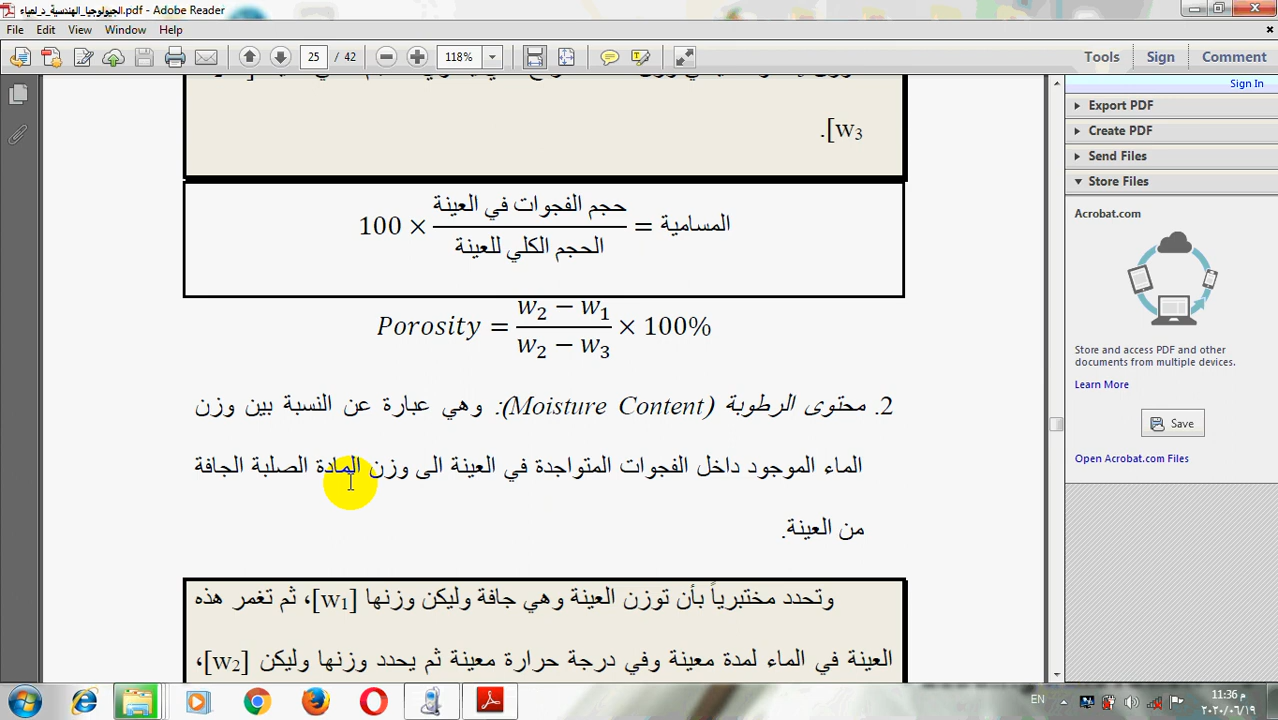 الجيولوجيا_الهندسية_د_لعياء.pdf - Adobe Reader
File Edit View Window Help
25 / 42 118% Tools Sign Comment
Sign In
Export PDF
Create PDF
Send Files
Store Files
Acrobat.com
Store and access PDF and other
documents from multiple devices.
Learn More
Save
Open Acrobat.com Files
w3].
المسامية = حجم الفجوات في العينة / الحجم الكلي للعينة × 100
Porosity = w2 − w1 / w2 − w3 × 100%
2. محتوى الرطوبة (Moisture Content): وهي عبارة عن النسبة بين وزن
الماء الموجود داخل الفجوات المتواجدة في العينة الى وزن المادة الصلبة الجافة
من العينة.
وتحدد مختبرياً بأن توزن العينة وهي جافة وليكن وزنها [w1]، ثم تغمر هذه
العينة في الماء لمدة معينة وفي درجة حرارة معينة ثم يحدد وزنها وليكن [w2]،
EN
11:36 م
٢٠٢٠/٠٦/١٩